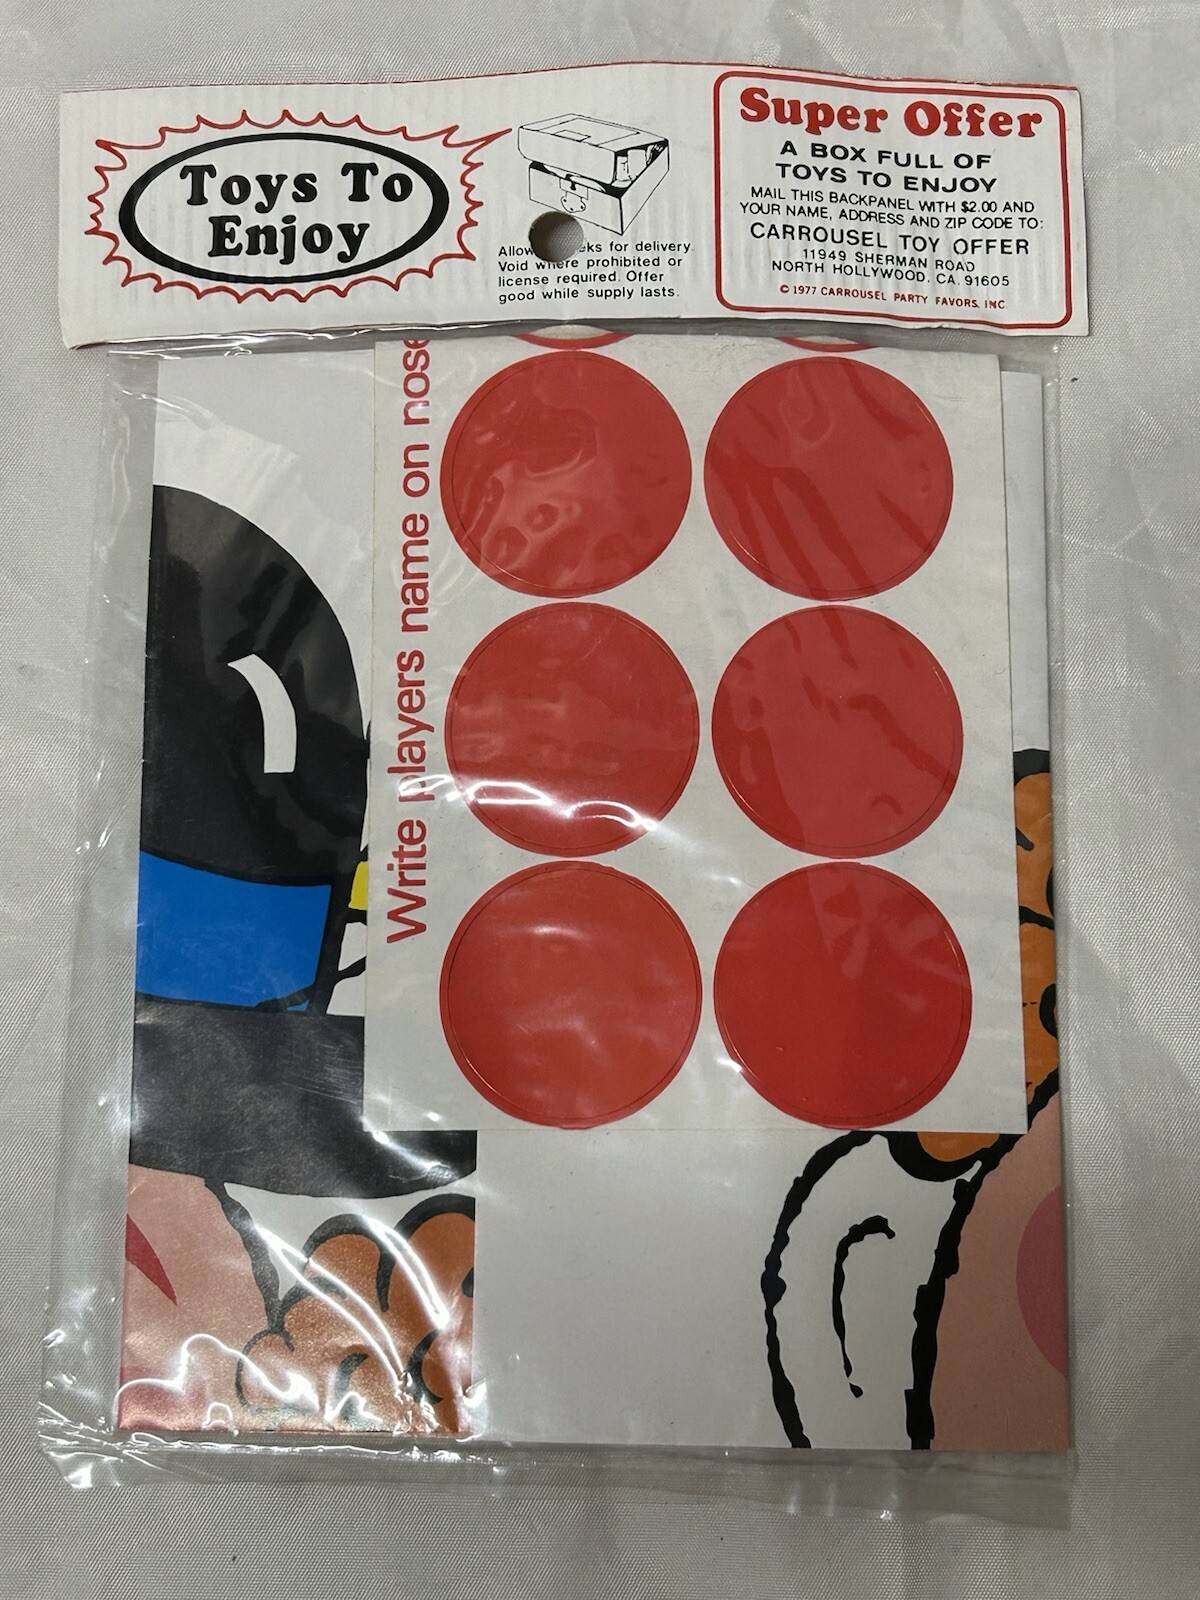 Toys To
Enjoy
Allow eks for delivery.
Void where prohibited or
license required. Offer
good while supply lasts.
Super Offer
A BOX FULL OF
TOYS TO ENJOY
MAIL THIS BACKPANEL WITH $2.00 AND
YOUR NAME, ADDRESS AND ZIP CODE TO:
CARROUSEL TOY OFFER
11949 SHERMAN ROAD
NORTH HOLLYWOOD, CA. 91605
© 1977 CARROUSEL PARTY FAVORS, INC.
Write players name on nose